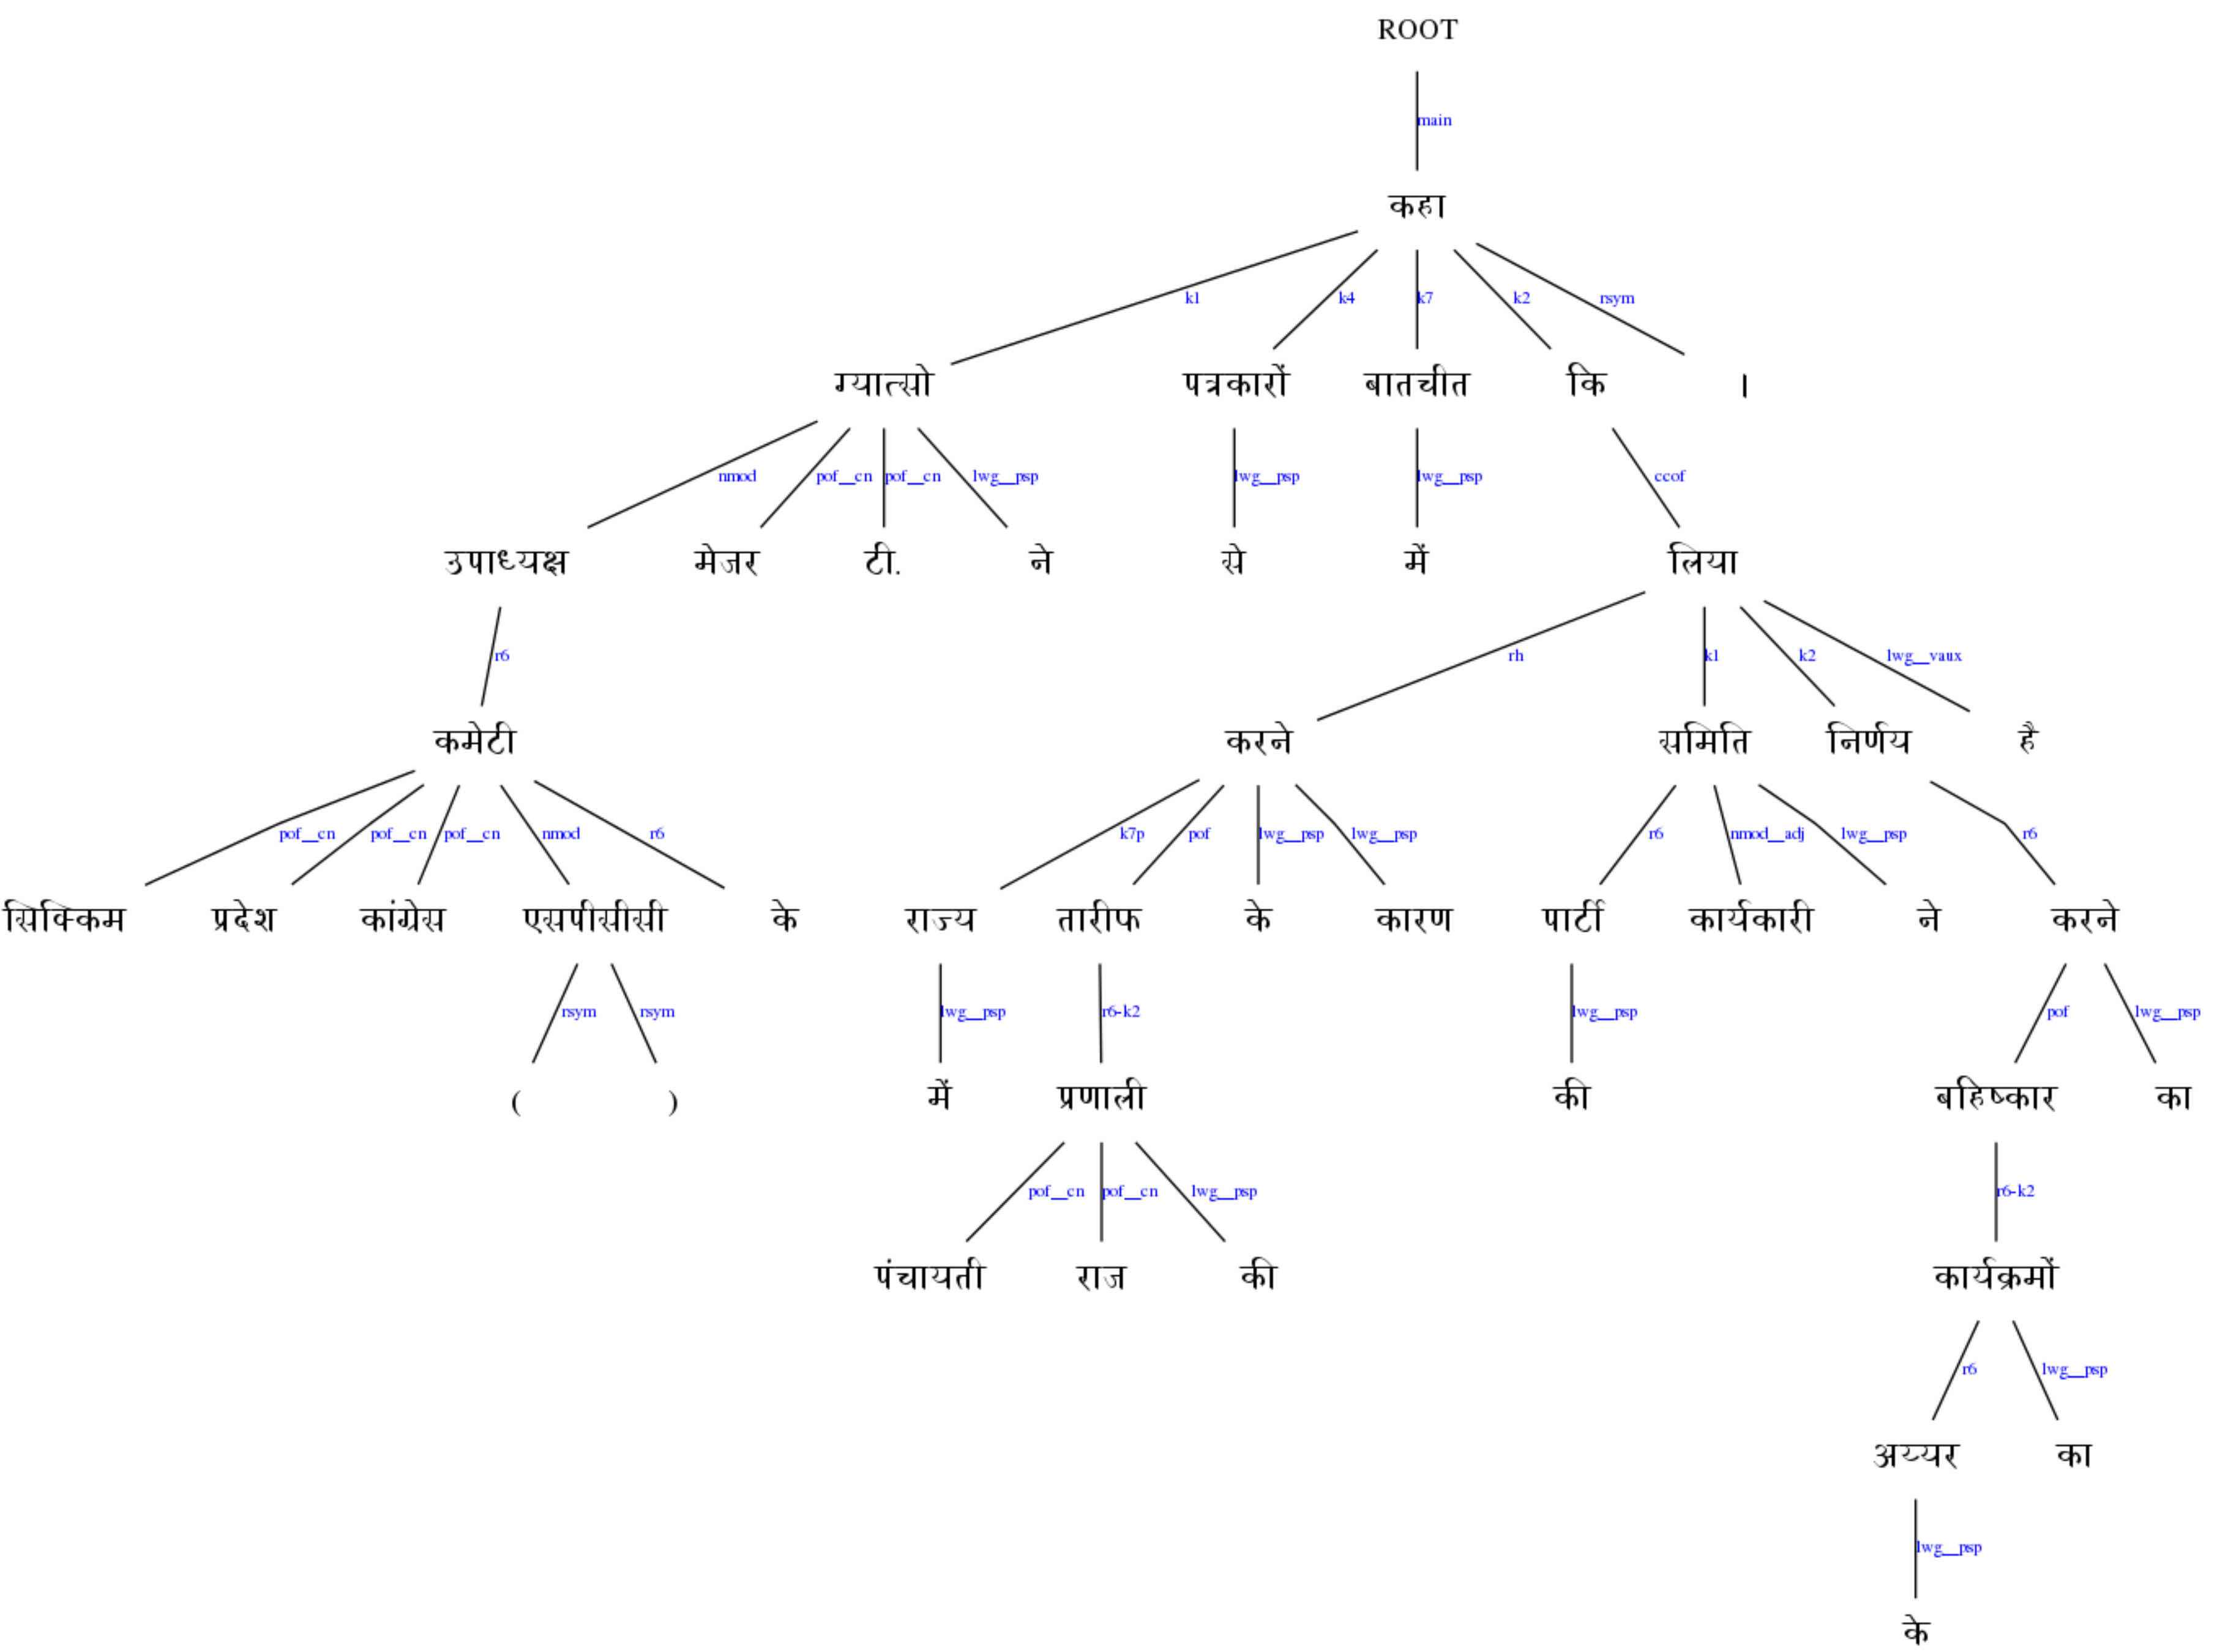 ROOT
main
कहा
k1 k4 k7 k2 rsym
ग्यात्सो पत्रकारों बातचीत कि ।
nmod pof__cn pof__cn lwg__psp lwg__psp lwg__psp ccof
उपाध्यक्ष मेजर टी. ने से में लिया
r6 rh k1 k2 lwg__vaux
कमेटी करने समिति निर्णय है
pof__cn pof__cn pof__cn nmod r6 k7p pof lwg__psp lwg__psp r6 nmod__adj lwg__psp r6
सिक्किम प्रदेश कांग्रेस एसपीसीसी के राज्य तारीफ के कारण पार्टी कार्यकारी ने करने
rsym rsym lwg__psp r6-k2 lwg__psp pof lwg__psp
( ) में प्रणाली की बहिष्कार का
pof__cn pof__cn lwg__psp r6-k2
पंचायती राज की कार्यक्रमों
r6 lwg__psp
अय्यर का
lwg__psp
के